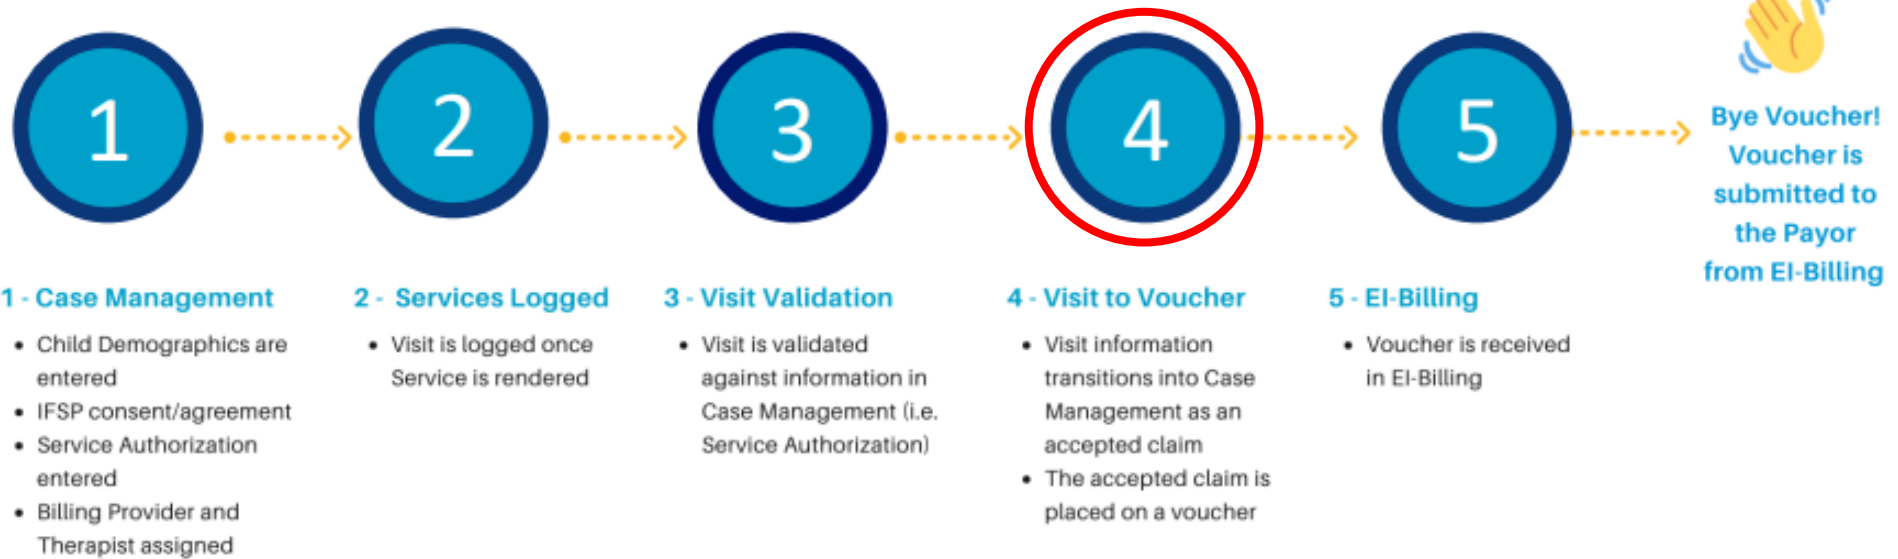 1
2
3
4
5
Bye Voucher!
Voucher is
submitted to
the Payor
from EI-Billing
1 - Case Management
• Child Demographics are
entered
• IFSP consent/agreement
• Service Authorization
entered
• Billing Provider and
Therapist assigned
2 - Services Logged
• Visit is logged once
Service is rendered
3 - Visit Validation
• Visit is validated
against information in
Case Management (i.e.
Service Authorization)
4 - Visit to Voucher
• Visit information
transitions into Case
Management as an
accepted claim
• The accepted claim is
placed on a voucher
5 - EI-Billing
• Voucher is received
in EI-Billing